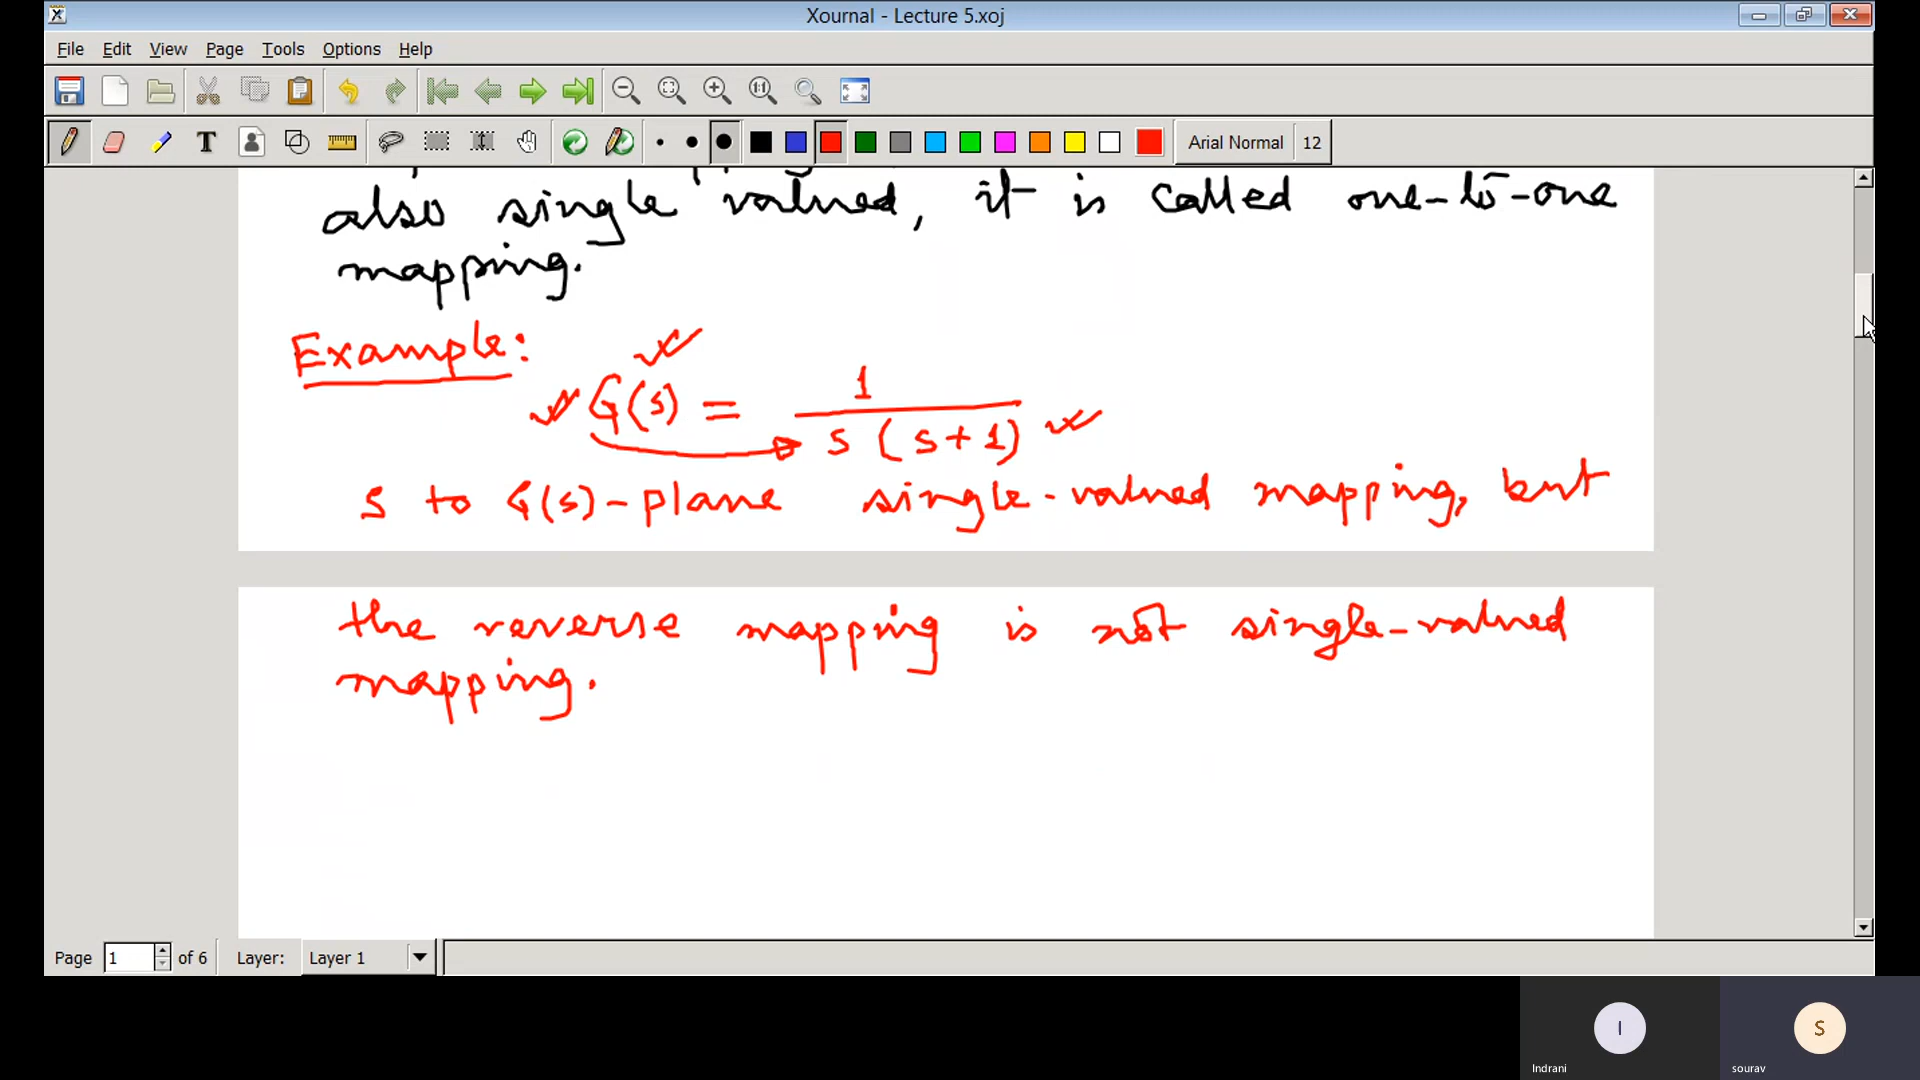 Xournal - Lecture 5.xoj
File Edit View Page Tools Options Help
Arial Normal 12
also single valued, it is called one-to-one
mapping.
Example:
G(s) = 1 / s (s+1)
s to G(s)-plane single-valued mapping, but
the reverse mapping is not single-valued
mapping.
Page 1 of 6 Layer: Layer 1
I
S
Indrani
sourav